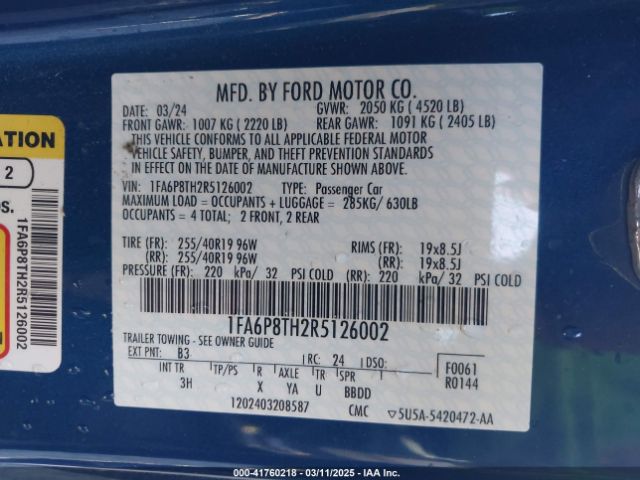 MFD. BY FORD MOTOR CO.
DATE: 03/24 GVWR: 2050 KG ( 4520 LB)
FRONT GAWR: 1007 KG ( 2220 LB) REAR GAWR: 1091 KG ( 2405 LB)
THIS VEHICLE CONFORMS TO ALL APPLICABLE FEDERAL MOTOR
VEHICLE SAFETY, BUMPER, AND THEFT PREVENTION STANDARDS
IN EFFECT ON THE DATE OF MANUFACTURE SHOWN ABOVE.
VIN: 1FA6P8TH2R5126002 TYPE: Passenger Car
MAXIMUM LOAD = OCCUPANTS + LUGGAGE = 285KG/ 630LB
OCCUPANTS = 4 TOTAL; 2 FRONT, 2 REAR
TIRE (FR): 255/40R19 96W RIMS (FR): 19x8.5J
(RR): 255/40R19 96W (RR): 19x8.5J
PRESSURE (FR): 220 kPa/ 32 PSI COLD (RR): 220 kPa/ 32 PSI COLD
1FA6P8TH2R5126002
TRAILER TOWING - SEE OWNER GUIDE
EXT PNT: B3 RC: 24 DSO: F0061
INT TR TP/PS R AXLE TR SPR R0144
3H X YA U BBDD
1202403208587 CMC 5U5A-5420472-AA
ATION
2
OS.
1FA6P8TH2R5126002
000-41760218 - 03/11/2025 - IAA Inc.